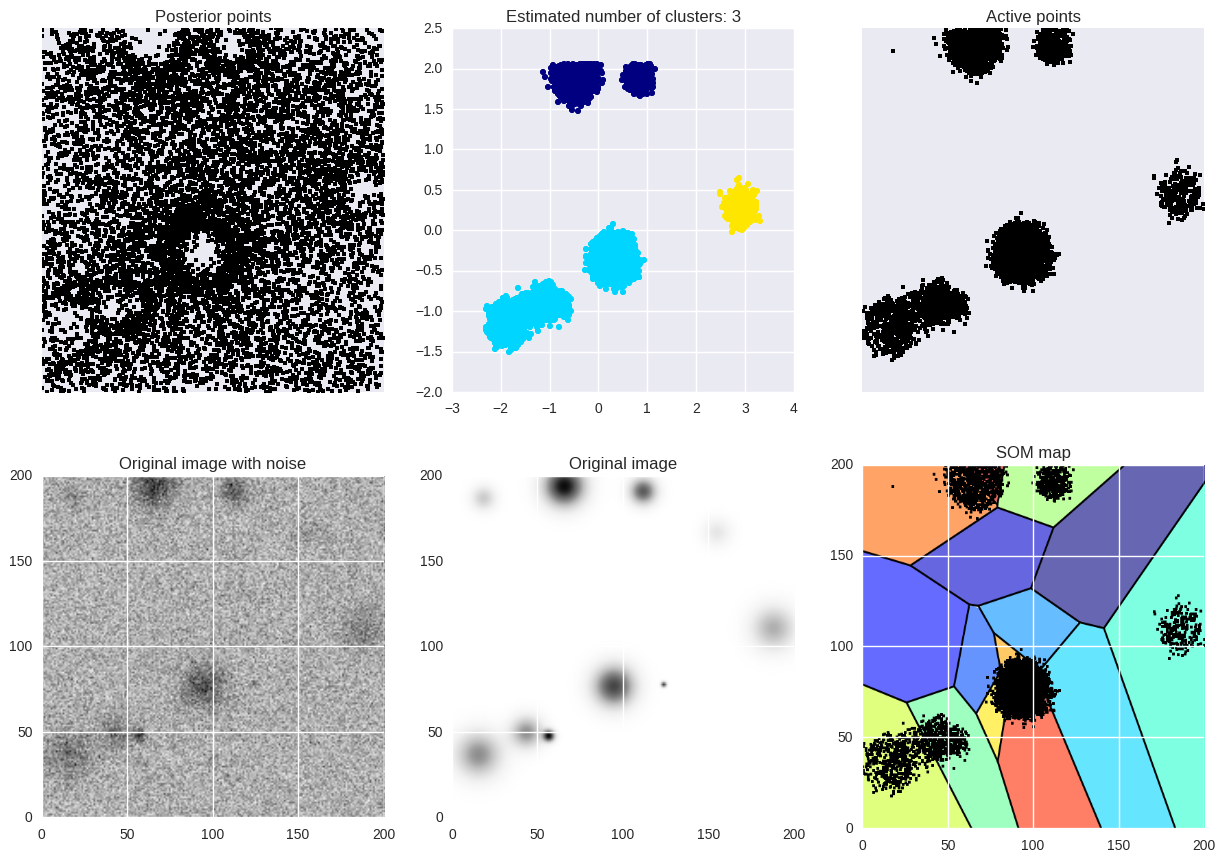 Posterior points
Estimated number of clusters: 3
Active points
2.5
2.0
1.5
1.0
0.5
0.0
−0.5
−1.0
−1.5
−2.0
−3 −2 −1 0 1 2 3 4
Original image with noise
Original image
SOM map
200
150
100
50
0
0 50 100 150 200
200
150
100
50
0
0 50 100 150 200
200
150
100
50
0
0 50 100 150 200